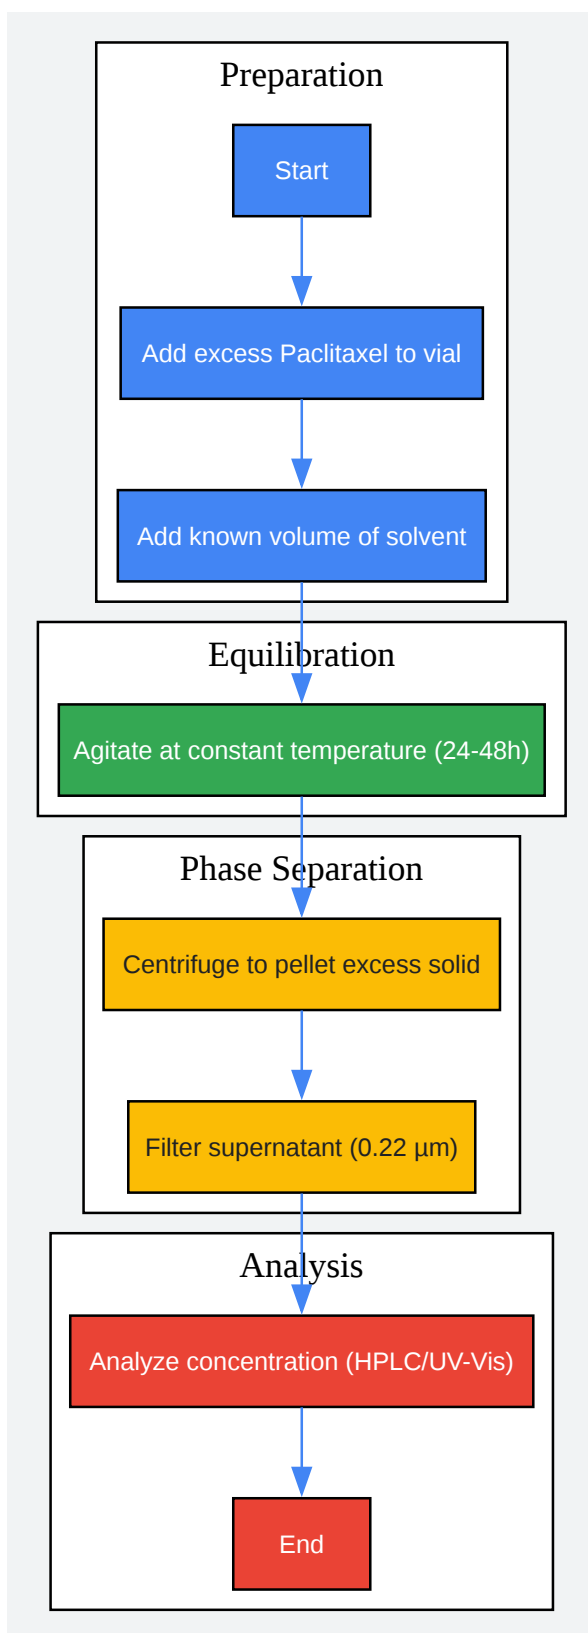 Preparation
Start
Add excess Paclitaxel to vial
Add known volume of solvent
Equilibration
Agitate at constant temperature (24-48h)
Phase Separation
Centrifuge to pellet excess solid
Filter supernatant (0.22 µm)
Analysis
Analyze concentration (HPLC/UV-Vis)
End